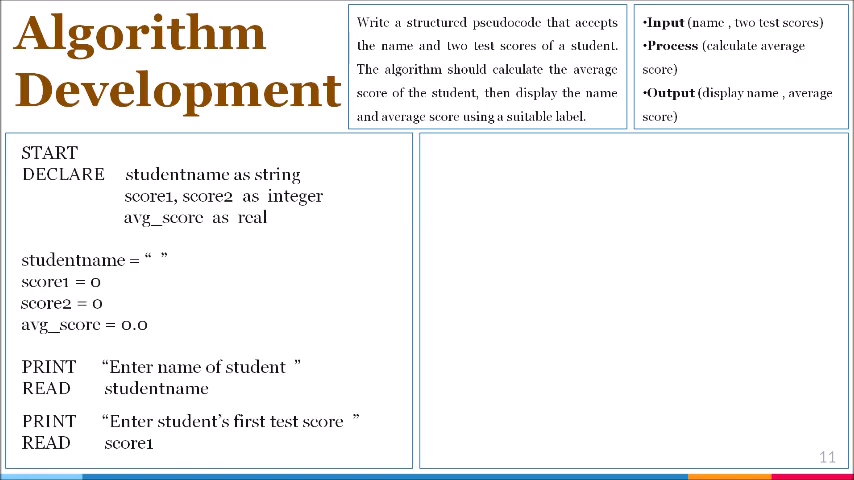 Algorithm
Development
Write a structured pseudocode that accepts
the name and two test scores of a student.
The algorithm should calculate the average
score of the student, then display the name
and average score using a suitable label.
•Input (name , two test scores)
•Process (calculate average
score)
•Output (display name , average
score)
START
DECLARE studentname as string
score1, score2 as integer
avg_score as real
studentname = “ ”
score1 = 0
score2 = 0
avg_score = 0.0
PRINT “Enter name of student ”
READ studentname
PRINT “Enter student’s first test score ”
READ score1
11